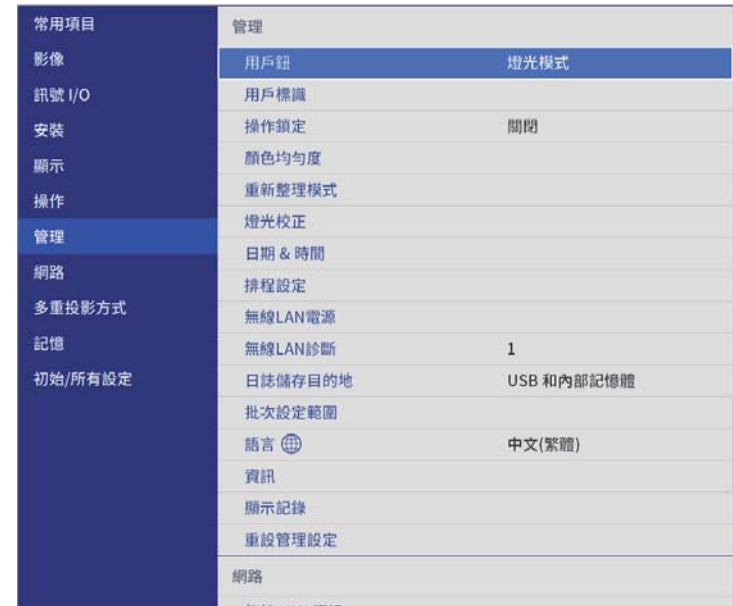 常用項目
影像
訊號 I/O
安裝
顯示
操作
管理
網路
多重投影方式
記憶
初始/所有設定
管理
用戶鈕 燈光模式
用戶標識
操作鎖定 關閉
顏色均勻度
重新整理模式
燈光校正
日期 & 時間
排程設定
無線LAN電源
無線LAN診斷 1
日誌儲存目的地 USB 和內部記憶體
批次設定範圍
語言 中文(繁體)
資訊
顯示記錄
重設管理設定
網路